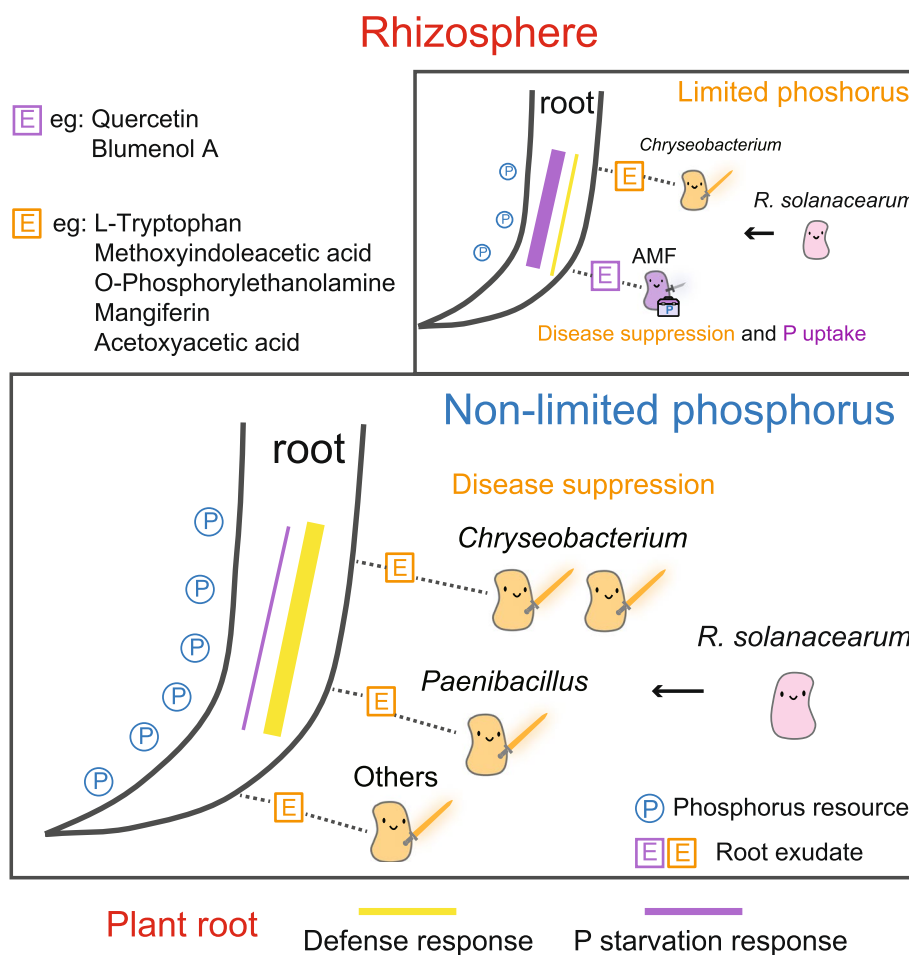 Rhizosphere
E eg: Quercetin
Blumenol A
E eg: L-Tryptophan
Methoxyindoleacetic acid
O-Phosphorylethanolamine
Mangiferin
Acetoxyacetic acid
Limited phoshorus
root
Chryseobacterium
P
E
R. solanacearum
P
P
AMF
E
P
Disease suppression and P uptake
Non-limited phosphorus
root
Disease suppression
P
Chryseobacterium
E
P
P
R. solanacearum
Paenibacillus
P
E
P
Others
P
E
P Phosphorus resource
E E Root exudate
Plant root
Defense response
P starvation response